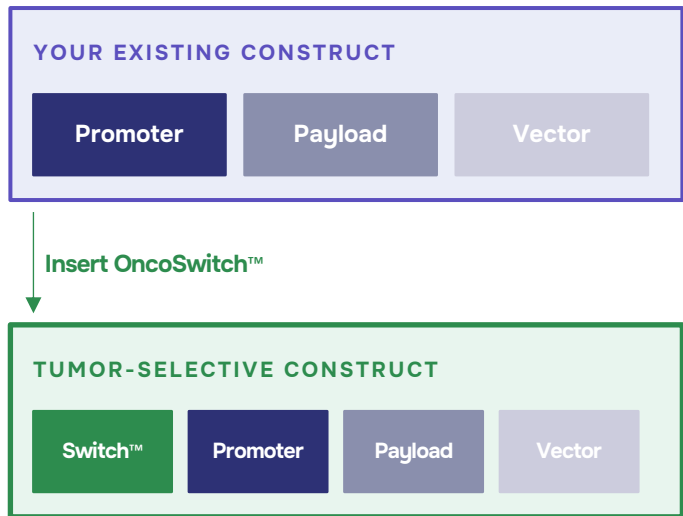 YOUR EXISTING CONSTRUCT
Promoter Payload Vector
Insert OncoSwitch™
TUMOR-SELECTIVE CONSTRUCT
Switch™ Promoter Payload Vector